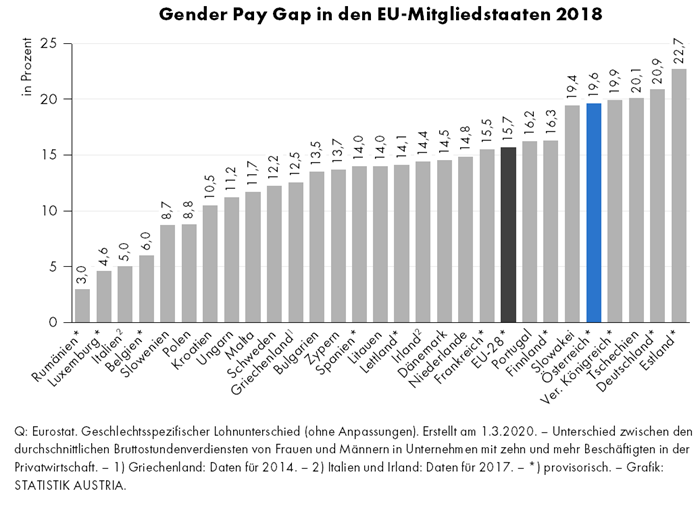 Gender Pay Gap in den EU-Mitgliedstaaten 2018
in Prozent
25
20
15
10
5
0
3,0
4,6
5,0
6,0
8,7
8,8
10,5
11,2
11,7
12,2
12,5
13,5
13,7
14,0
14,0
14,1
14,4
14,5
14,8
15,5
15,7
16,2
16,3
19,4
19,6
19,9
20,1
20,9
22,7
Rumänien*
Luxemburg*
Italien²
Belgien*
Slowenien
Polen
Kroatien
Ungarn
Malta
Schweden
Griechenland¹
Bulgarien
Zypern
Spanien*
Litauen
Lettland*
Irland²
Dänemark
Niederlande
Frankreich*
EU-28*
Portugal
Finnland*
Slowakei
Österreich*
Ver. Königreich*
Tschechien
Deutschland*
Estland*
Q: Eurostat. Geschlechtsspezifischer Lohnunterschied (ohne Anpassungen). Erstellt am 1.3.2020. – Unterschied zwischen den
durchschnittlichen Bruttostundenverdiensten von Frauen und Männern in Unternehmen mit zehn und mehr Beschäftigten in der
Privatwirtschaft. – 1) Griechenland: Daten für 2014. – 2) Italien und Irland: Daten für 2017. – *) provisorisch. – Grafik:
STATISTIK AUSTRIA.